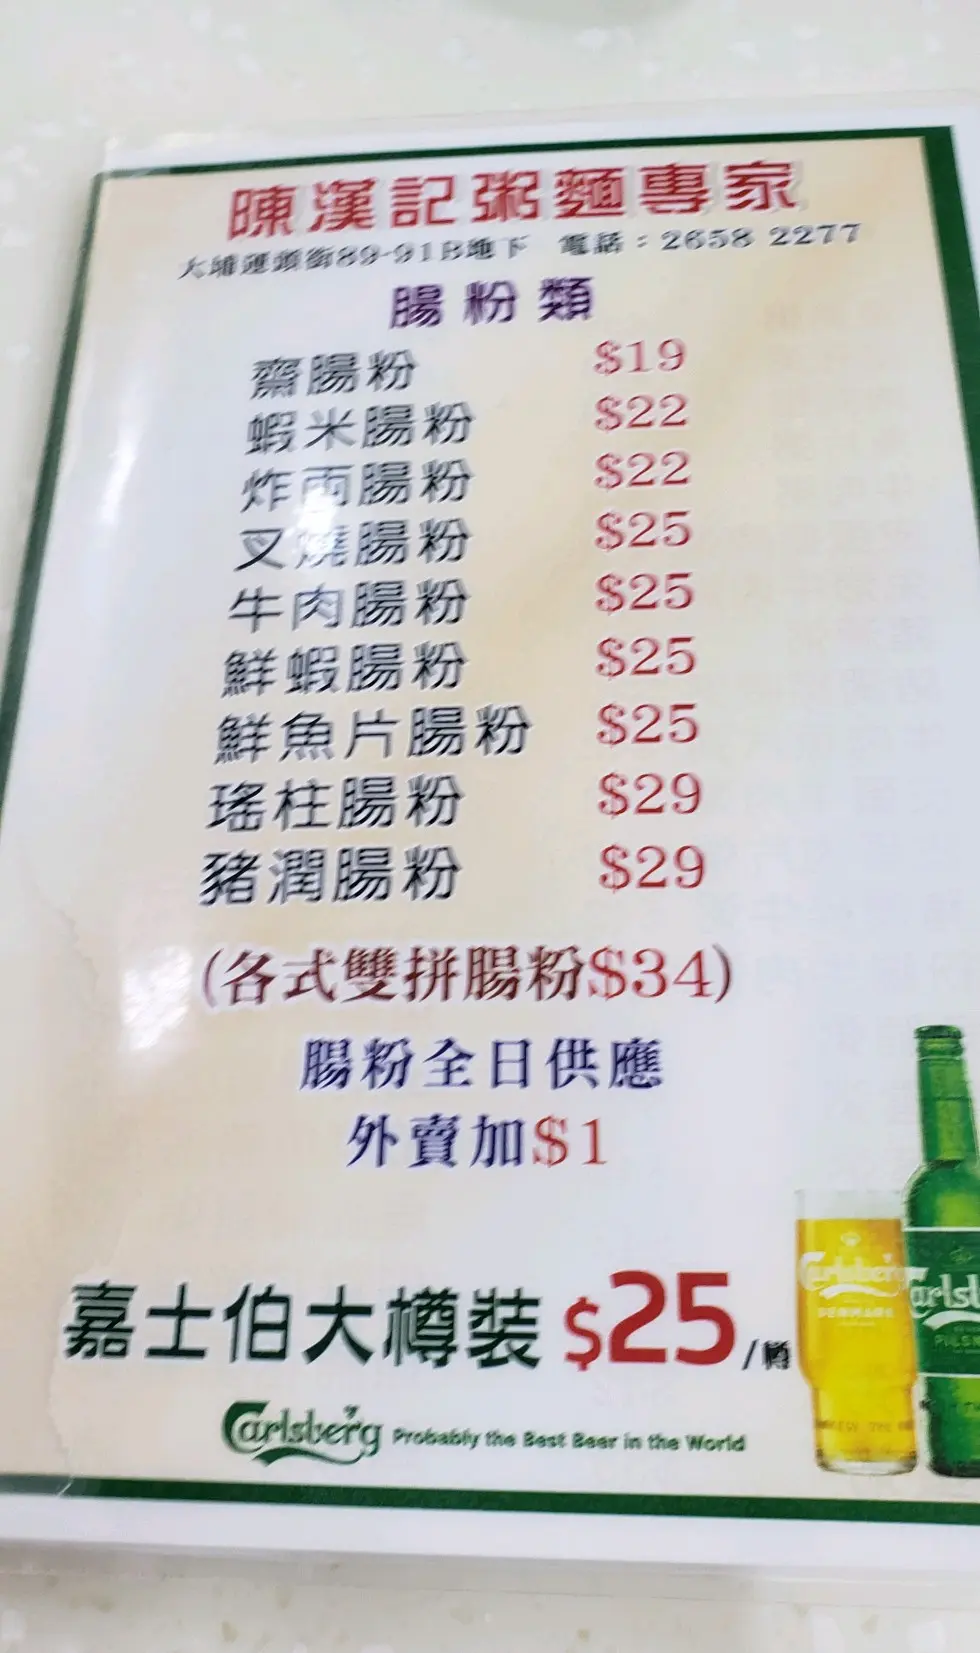 陳漢記粥麵專家
大埔運頭街89-91B地下 電話：2658 2277
腸粉類
齋腸粉 $19
蝦米腸粉 $22
炸両腸粉 $22
叉燒腸粉 $25
牛肉腸粉 $25
鮮蝦腸粉 $25
鮮魚片腸粉 $25
瑤柱腸粉 $29
豬潤腸粉 $29
(各式雙拼腸粉$34)
腸粉全日供應
外賣加$1
嘉士伯大樽裝 $25/樽
Carlsberg Probably the Best Beer in the World
Carlsberg
DENMARK
Carlsb
PILSN